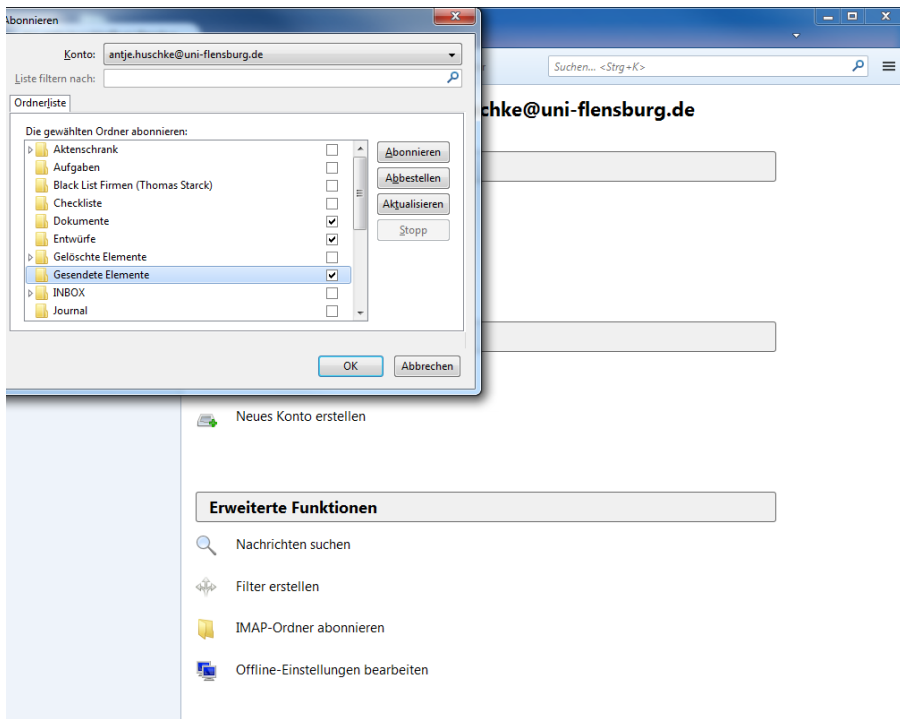 Abonnieren
Konto: antje.huschke@uni-flensburg.de
Liste filtern nach:
Ordnerliste
Die gewählten Ordner abonnieren:
Aktenschrank
Aufgaben
Black List Firmen (Thomas Starck)
Checkliste
Dokumente
Entwürfe
Gelöschte Elemente
Gesendete Elemente
INBOX
Journal
Abonnieren
Abbestellen
Aktualisieren
Stopp
OK
Abbrechen
Suchen... <Strg+K>
chke@uni-flensburg.de
Neues Konto erstellen
Erweiterte Funktionen
Nachrichten suchen
Filter erstellen
IMAP-Ordner abonnieren
Offline-Einstellungen bearbeiten